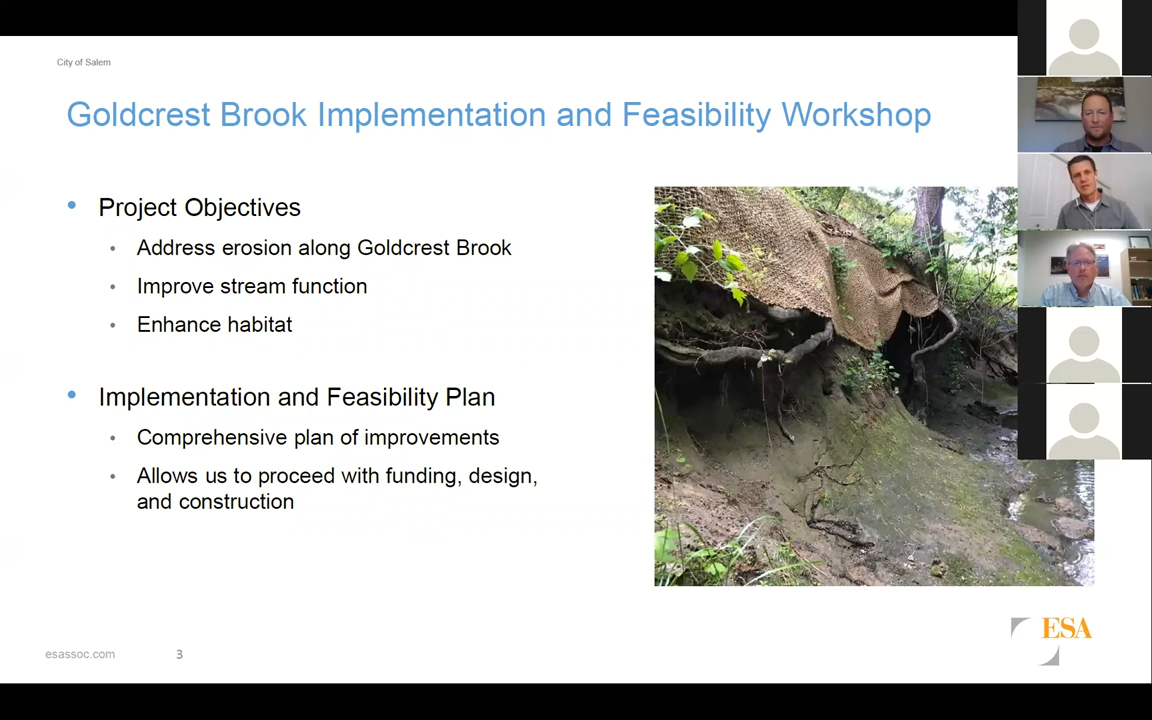 City of Salem
Goldcrest Brook Implementation and Feasibility Workshop
• Project Objectives
• Address erosion along Goldcrest Brook
• Improve stream function
• Enhance habitat
• Implementation and Feasibility Plan
• Comprehensive plan of improvements
• Allows us to proceed with funding, design,
and construction
ESA
esassoc.com
3